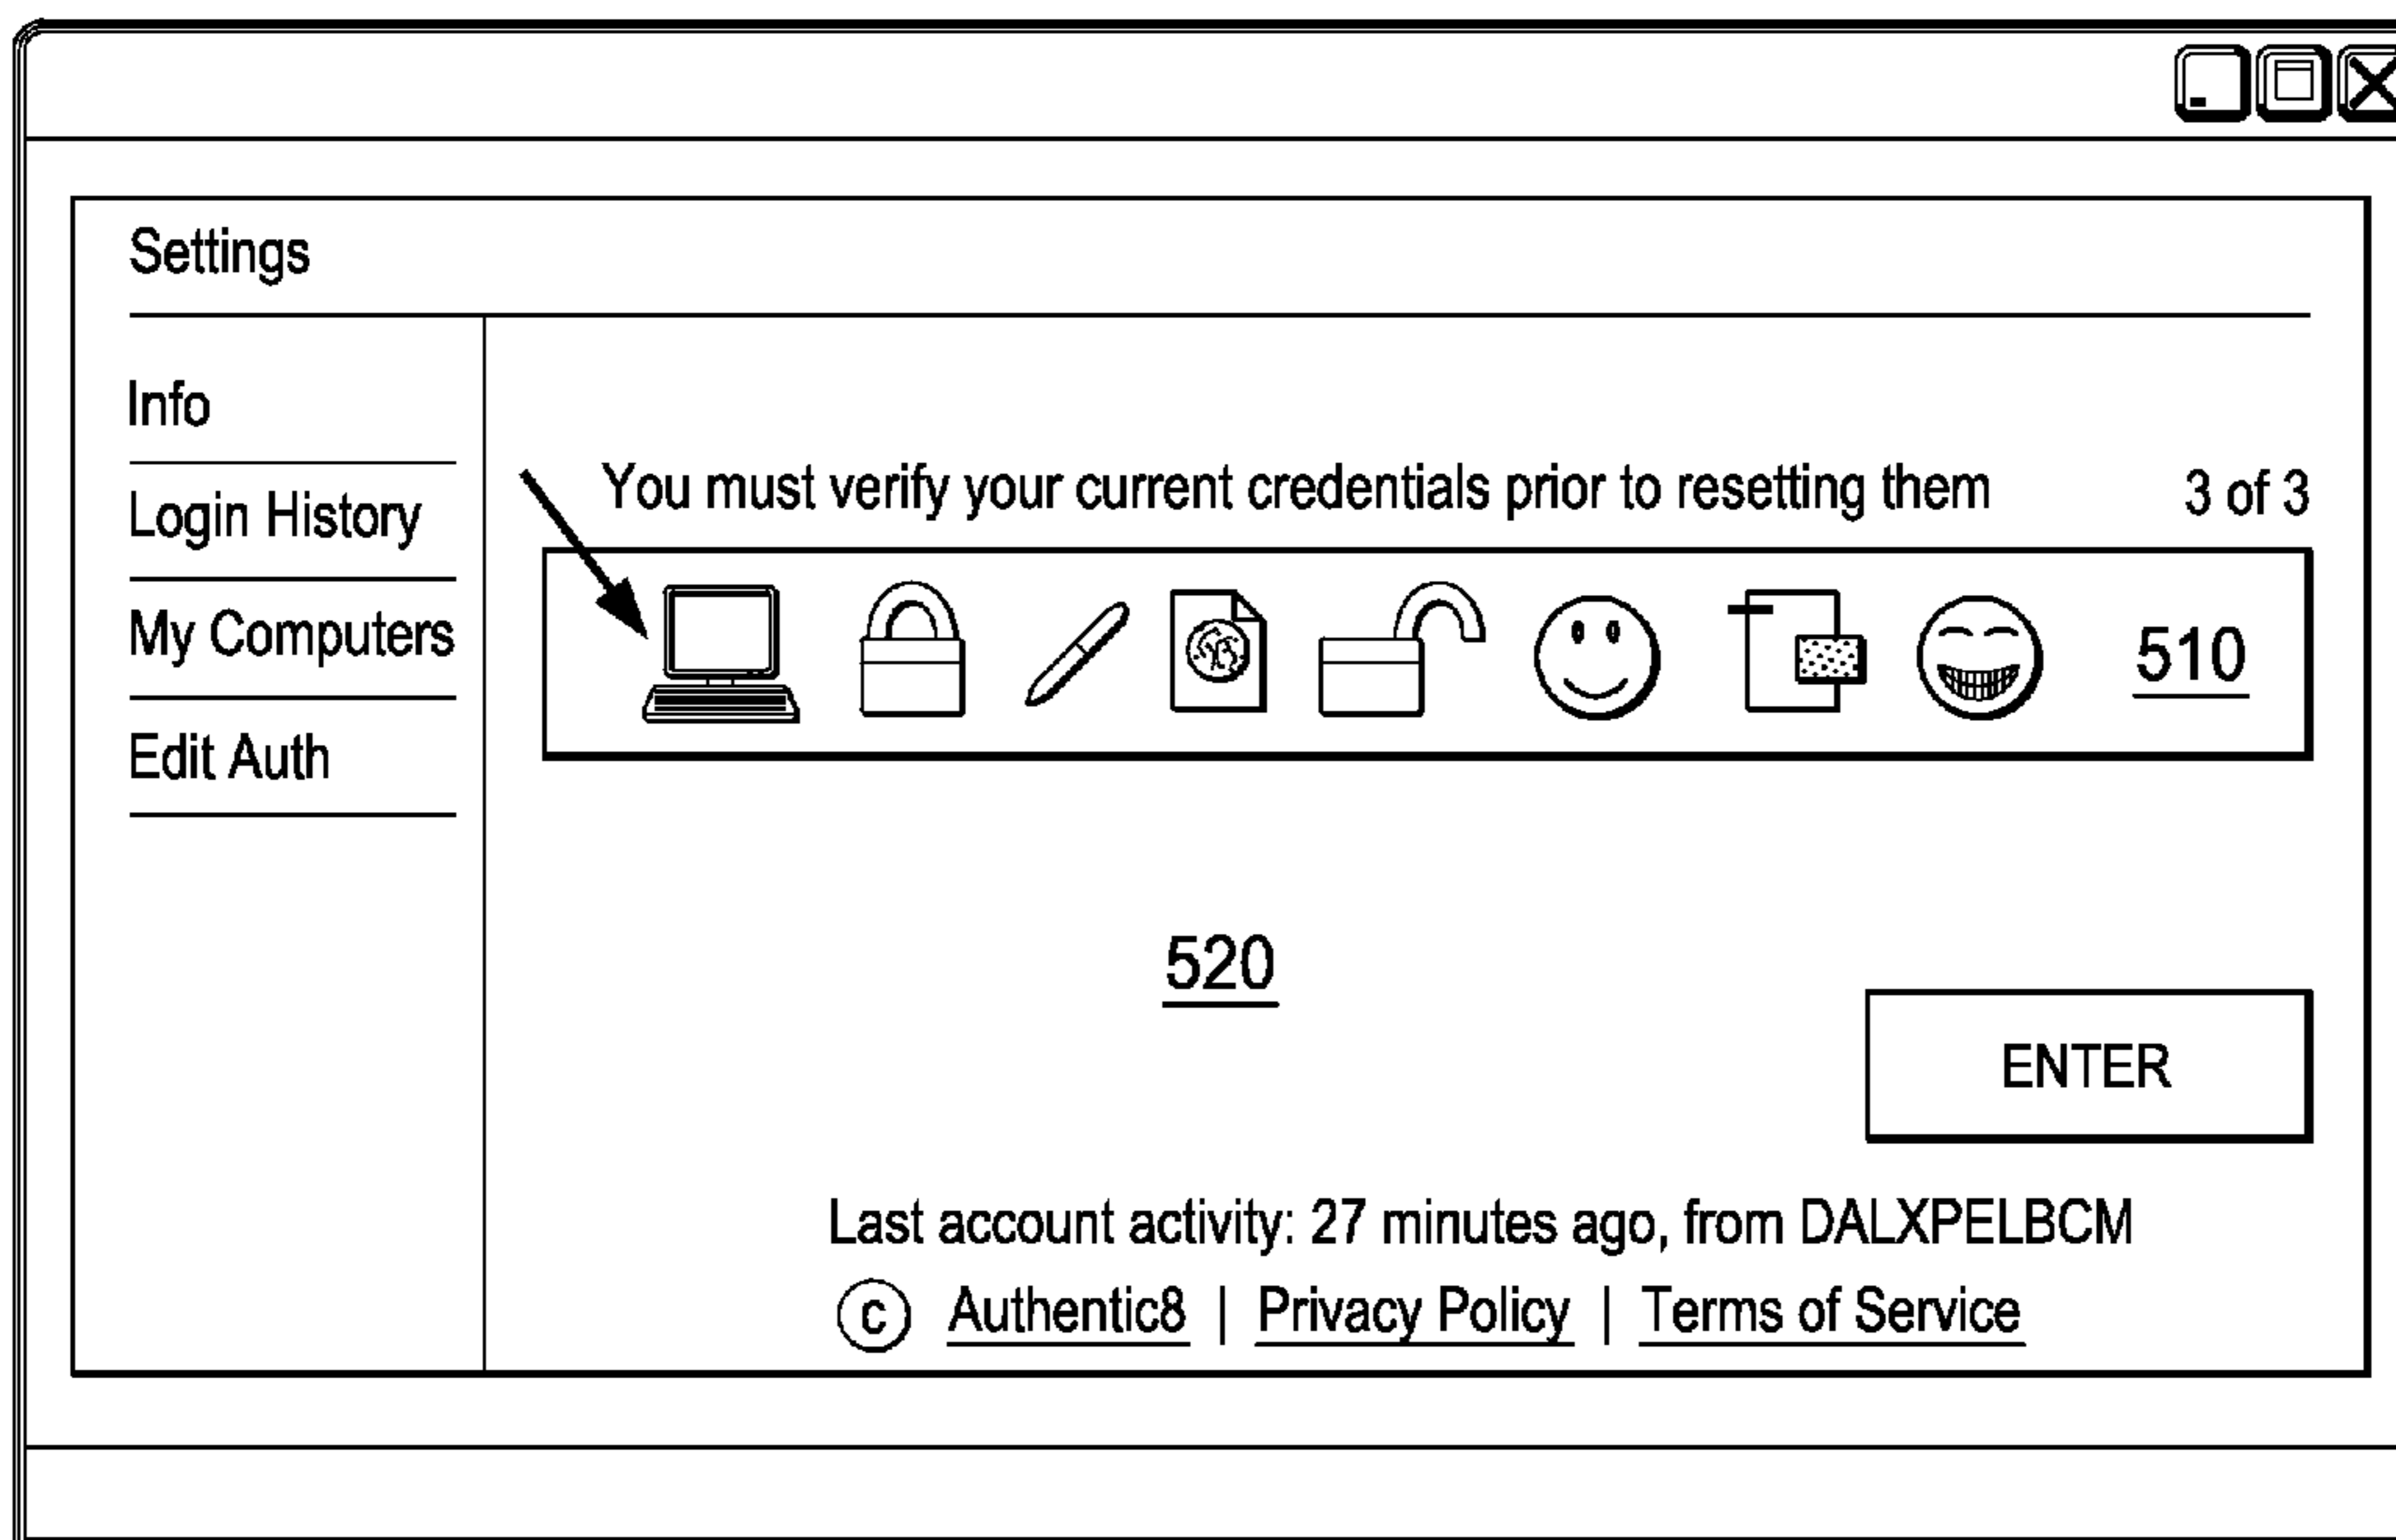 Settings
Info
Login History
My Computers
Edit Auth
You must verify your current credentials prior to resetting them 3 of 3
510
520
ENTER
Last account activity: 27 minutes ago, from DALXPELBCM
© Authentic8 | Privacy Policy | Terms of Service